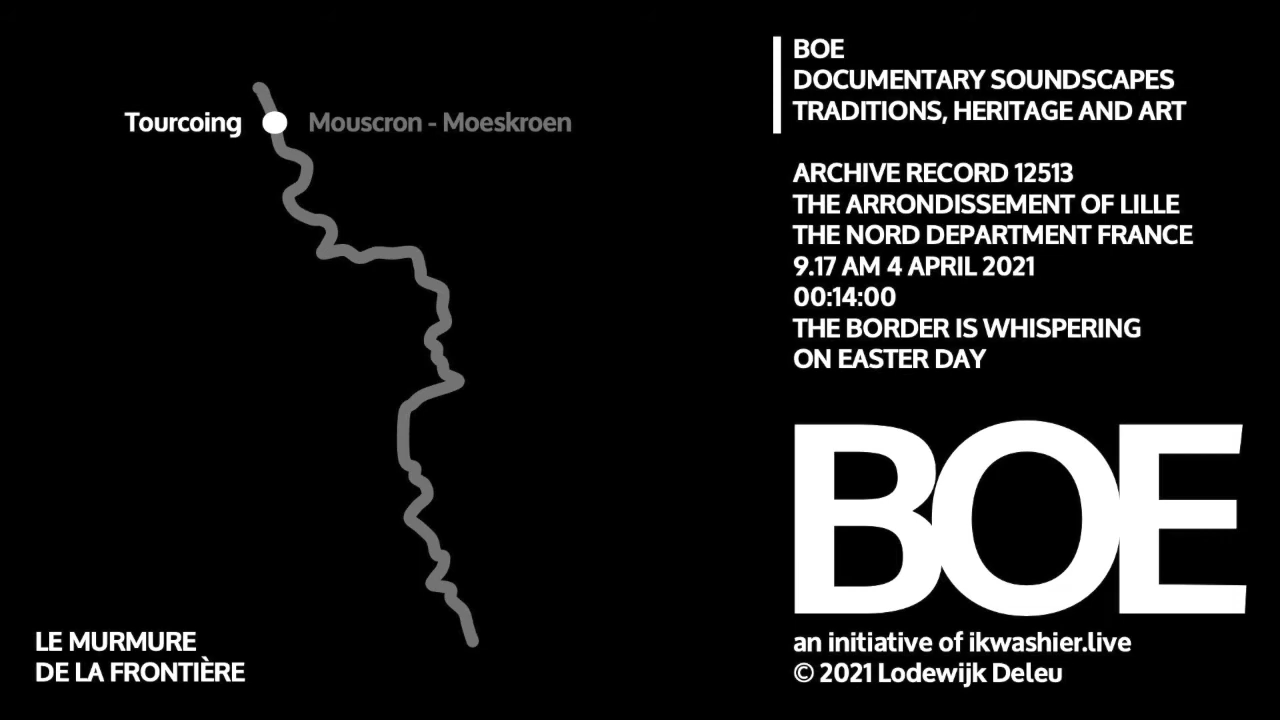 Tourcoing Mouscron - Moeskroen
LE MURMURE
DE LA FRONTIÈRE
BOE
DOCUMENTARY SOUNDSCAPES
TRADITIONS, HERITAGE AND ART
ARCHIVE RECORD 12513
THE ARRONDISSEMENT OF LILLE
THE NORD DEPARTMENT FRANCE
9.17 AM 4 APRIL 2021
00:14:00
THE BORDER IS WHISPERING
ON EASTER DAY
BOE
an initiative of ikwashier.live
© 2021 Lodewijk Deleu